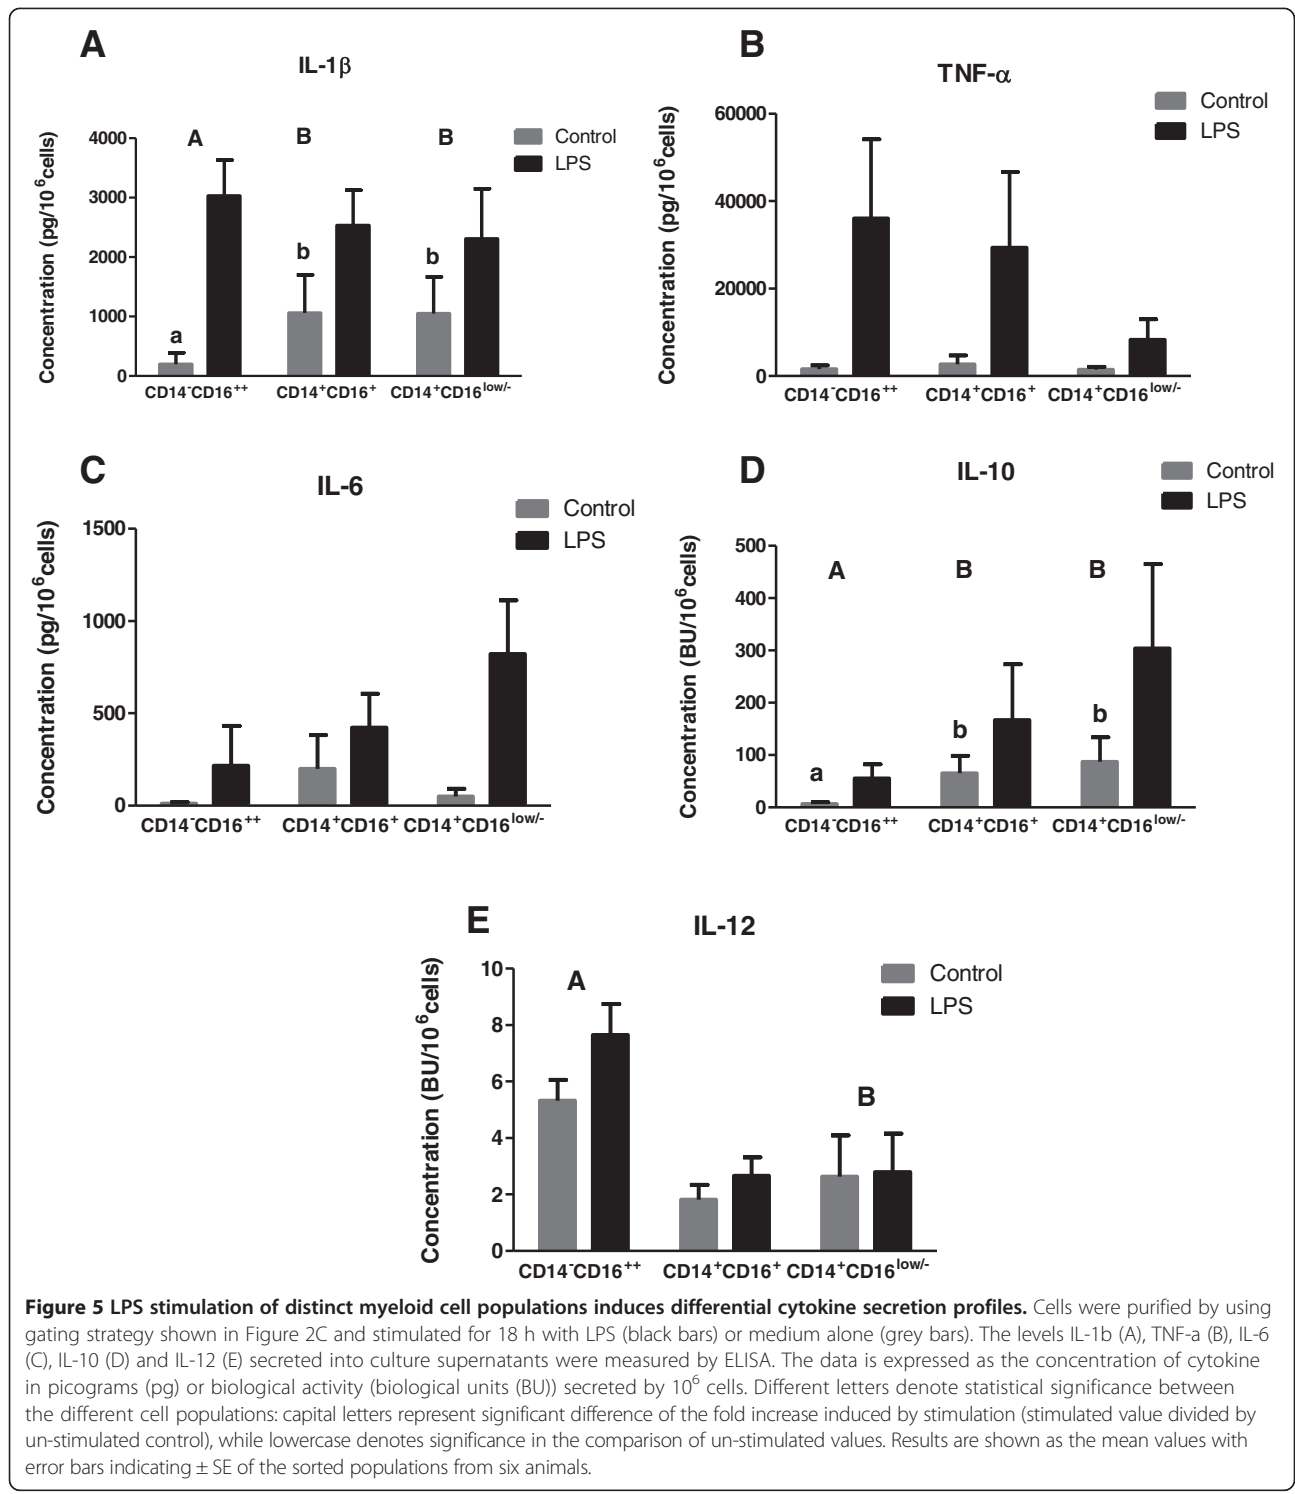 A
IL-1β
Control
LPS
Concentration (pg/10⁶cells)
4000
3000
2000
1000
0
A
B
B
a
b
b
CD14⁻CD16⁺⁺
CD14⁺CD16⁺
CD14⁺CD16low/-
B
TNF-α
Control
LPS
Concentration (pg/10⁶cells)
60000
40000
20000
0
CD14⁻CD16⁺⁺
CD14⁺CD16⁺
CD14⁺CD16low/-
C
IL-6
Control
LPS
Concentration (pg/10⁶cells)
1500
1000
500
0
CD14⁻CD16⁺⁺
CD14⁺CD16⁺
CD14⁺CD16low/-
D
IL-10
Control
LPS
Concentration (BU/10⁶cells)
500
400
300
200
100
0
A
B
B
a
b
b
CD14⁻CD16⁺⁺
CD14⁺CD16⁺
CD14⁺CD16low/-
E
IL-12
Control
LPS
Concentration (BU/10⁶cells)
10
8
6
4
2
0
A
B
CD14⁻CD16⁺⁺
CD14⁺CD16⁺
CD14⁺CD16low/-
Figure 5 LPS stimulation of distinct myeloid cell populations induces differential cytokine secretion profiles. Cells were purified by using
gating strategy shown in Figure 2C and stimulated for 18 h with LPS (black bars) or medium alone (grey bars). The levels IL-1b (A), TNF-a (B), IL-6
(C), IL-10 (D) and IL-12 (E) secreted into culture supernatants were measured by ELISA. The data is expressed as the concentration of cytokine
in picograms (pg) or biological activity (biological units (BU)) secreted by 10⁶ cells. Different letters denote statistical significance between
the different cell populations: capital letters represent significant difference of the fold increase induced by stimulation (stimulated value divided by
un-stimulated control), while lowercase denotes significance in the comparison of un-stimulated values. Results are shown as the mean values with
error bars indicating ± SE of the sorted populations from six animals.